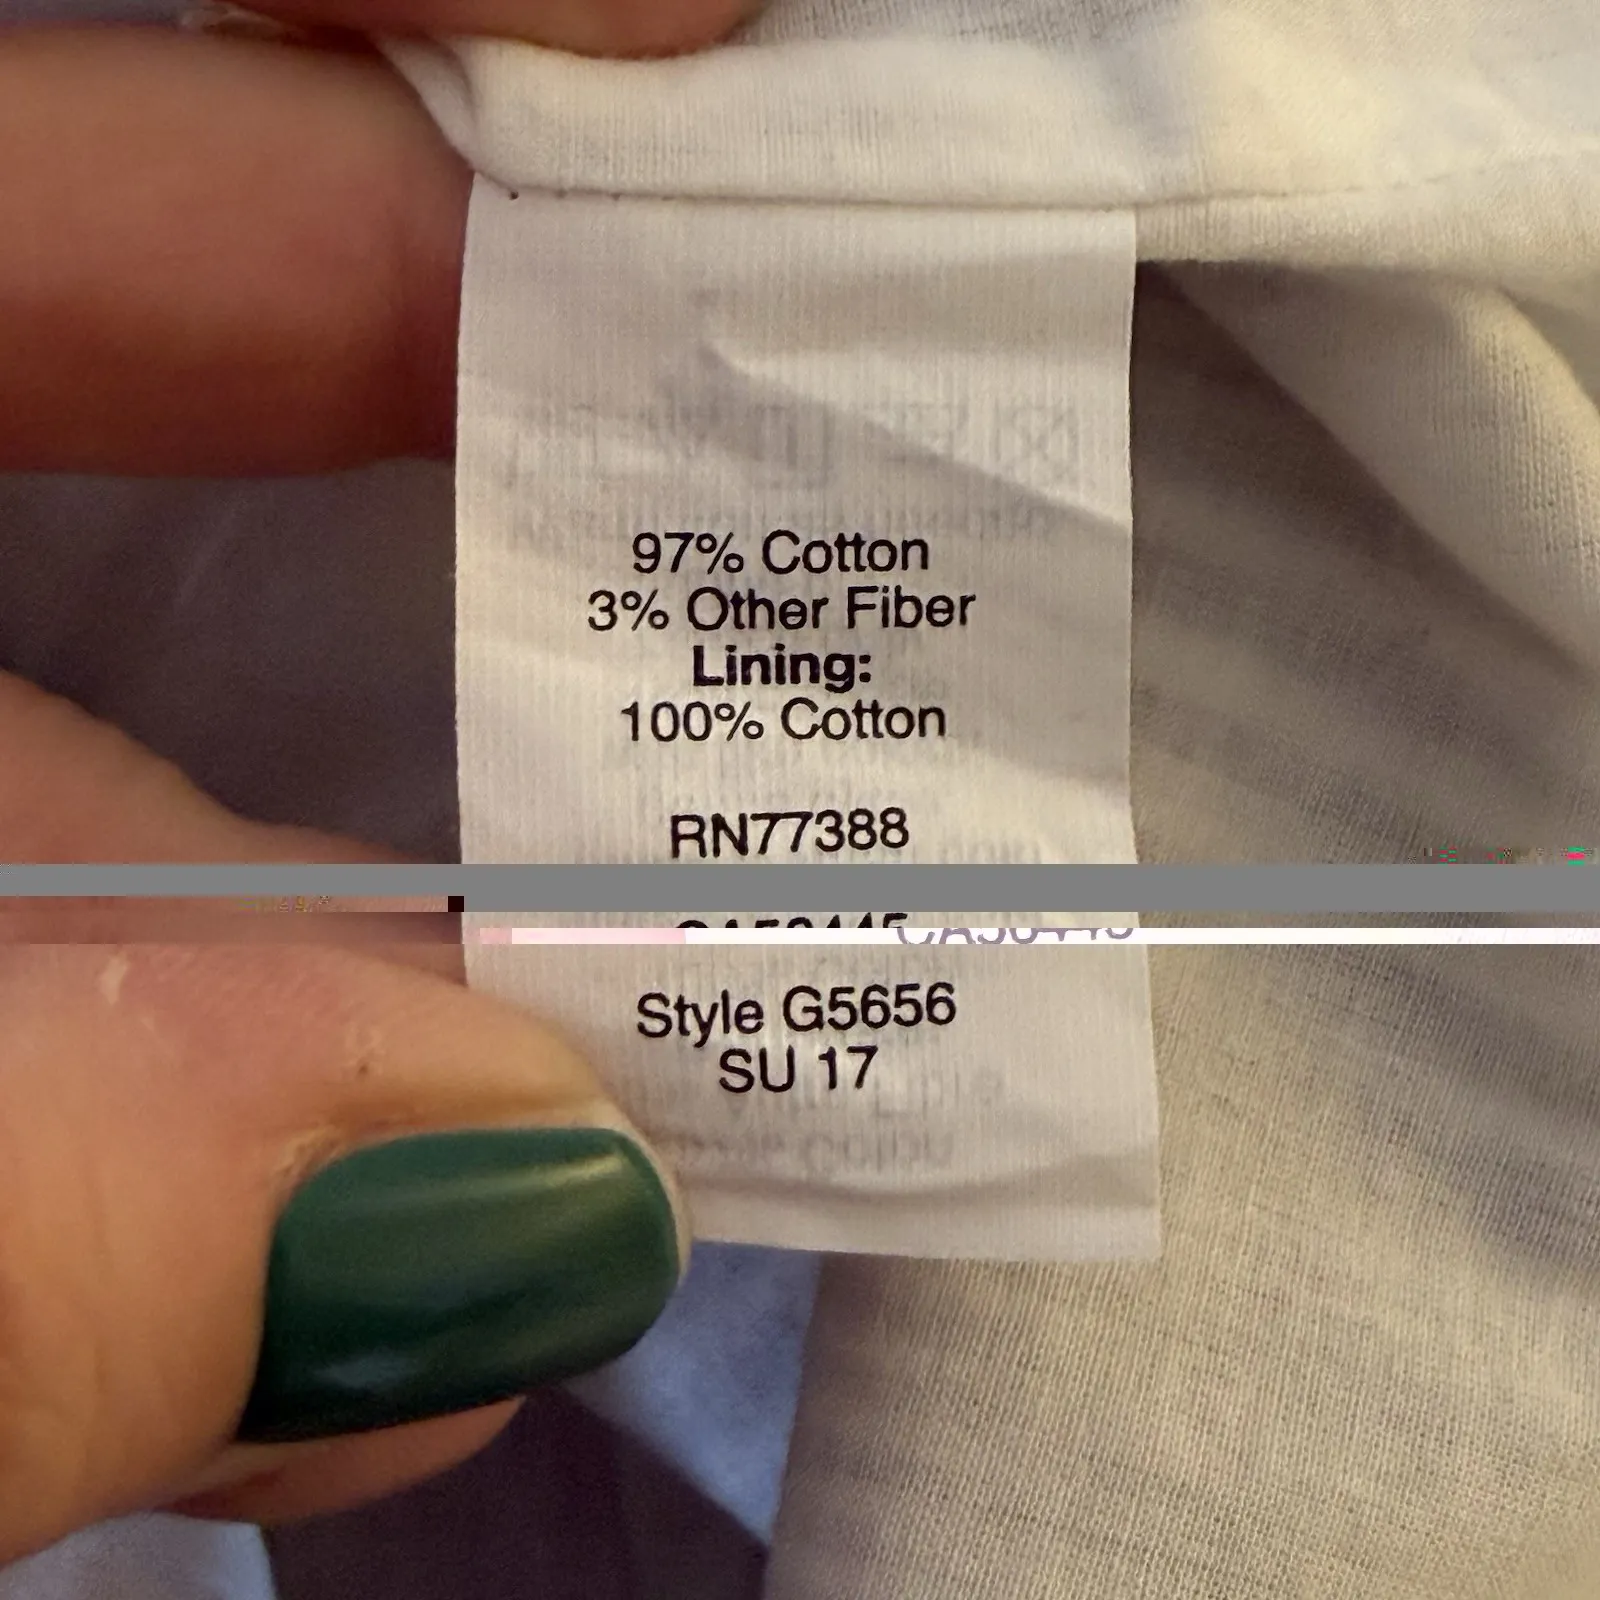 97% Cotton
3% Other Fiber
Lining:
100% Cotton
RN77388
Style G5656
SU 17